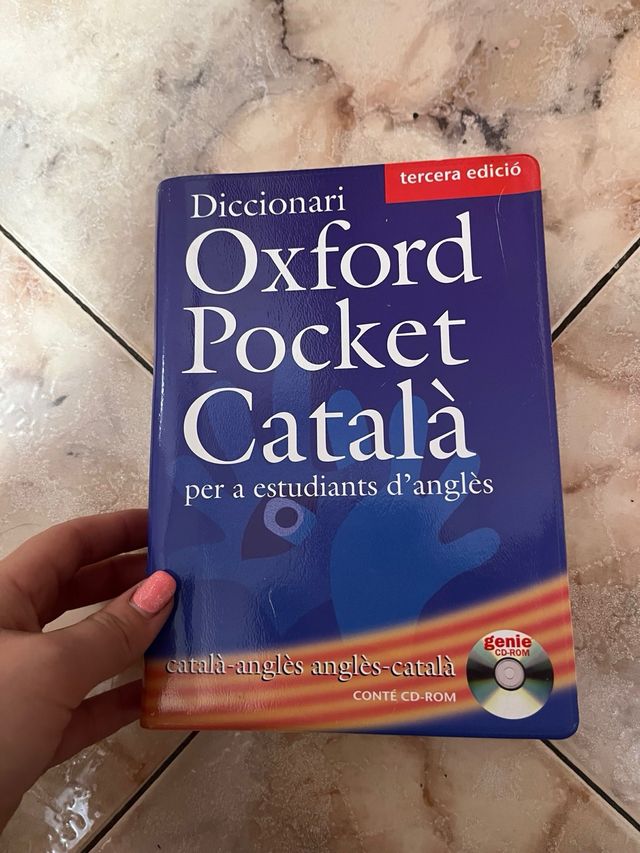 tercera edició
Diccionari
Oxford
Pocket
Català
per a estudiants d'anglès
català-anglès anglès-català
CONTÉ CD-ROM
genie
CD-ROM